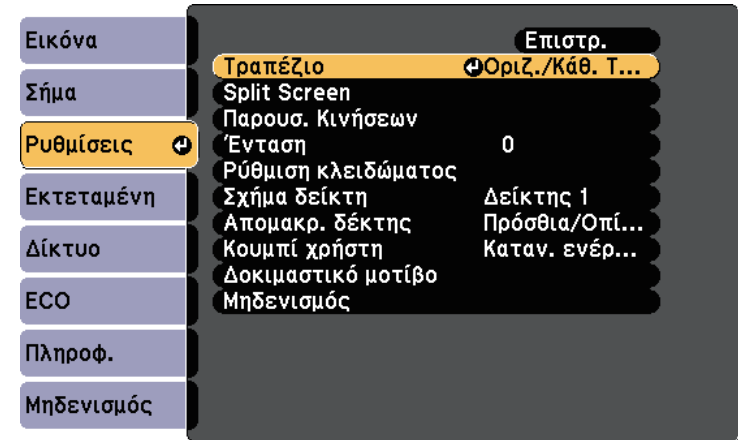 Εικόνα
Σήμα
Ρυθμίσεις
Εκτεταμένη
Δίκτυο
ECO
Πληροφ.
Μηδενισμός
Επιστρ.
Τραπέζιο Οριζ./Κάθ. Τ...
Split Screen
Παρουσ. Κινήσεων
Ένταση 0
Ρύθμιση κλειδώματος
Σχήμα δείκτη Δείκτης 1
Απομακρ. δέκτης Πρόσθια/Οπί...
Κουμπί χρήστη Καταν. ενέρ...
Δοκιμαστικό μοτίβο
Μηδενισμός